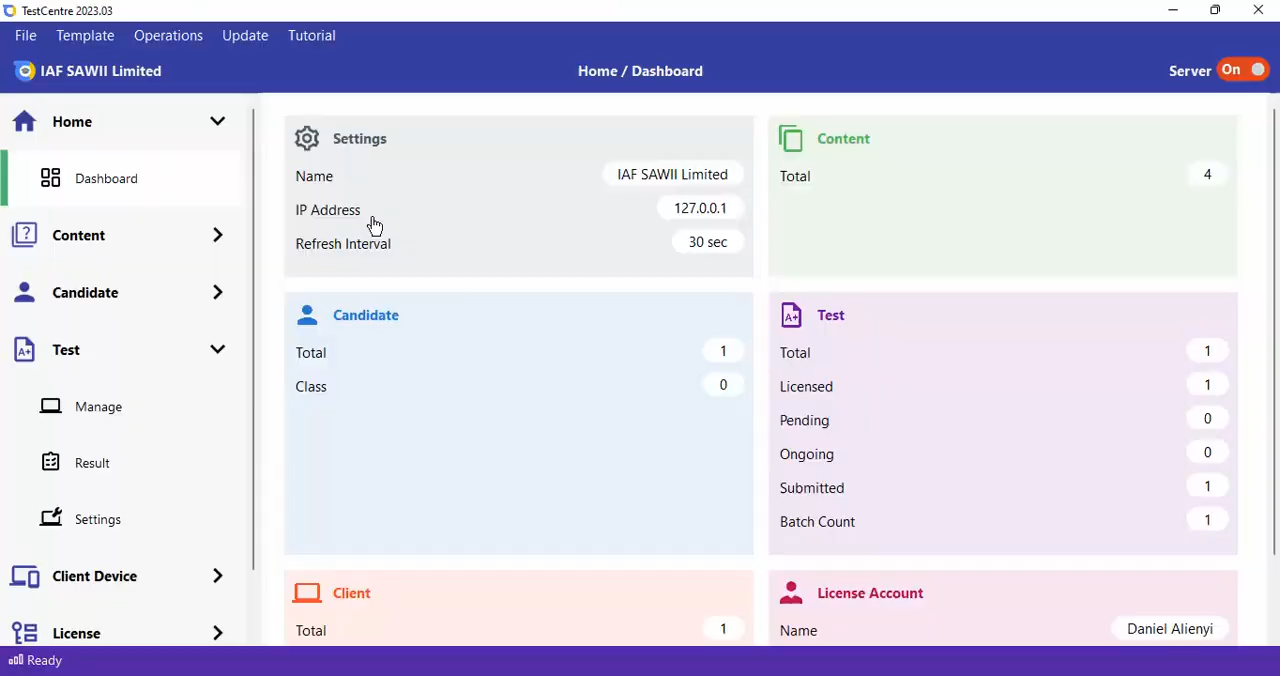 TestCentre 2023.03
File Template Operations Update Tutorial
IAF SAWII Limited Home / Dashboard Server On
Home
Dashboard
Content
Candidate
Test
Manage
Result
Settings
Client Device
License
Settings
Name IAF SAWII Limited
IP Address 127.0.0.1
Refresh Interval 30 sec
Content
Total 4
Candidate
Total 1
Class 0
A+ Test
Total 1
Licensed 1
Pending 0
Ongoing 0
Submitted 1
Batch Count 1
Client
Total 1
License Account
Name Daniel Alienyi
Ready